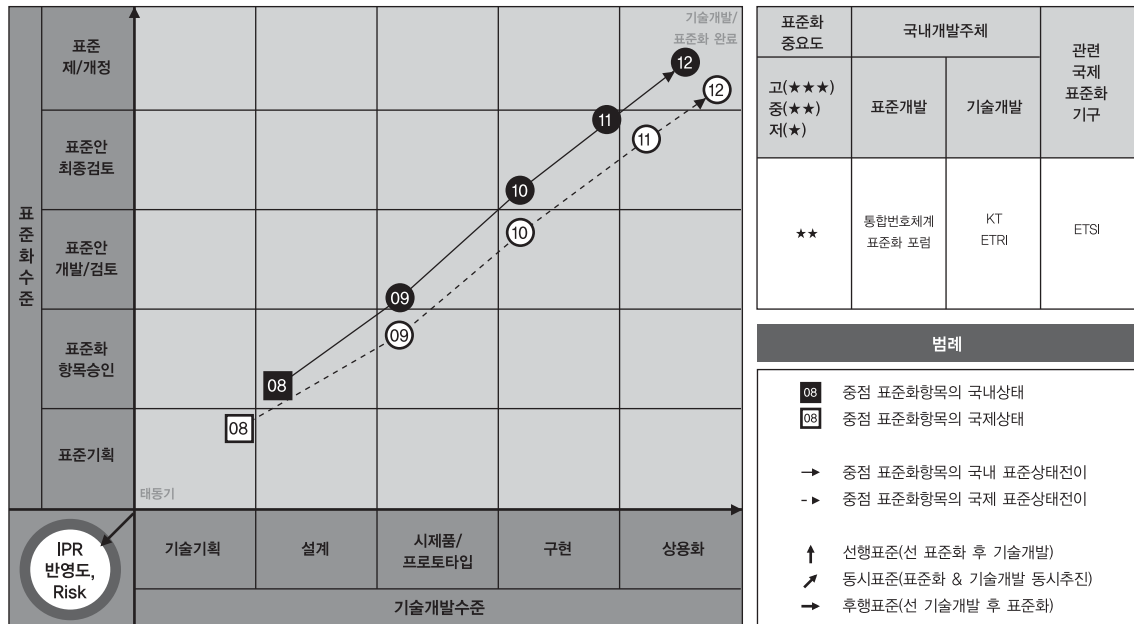 표준
제/개정
표준안
최종검토
표준안
개발/검토
표준화
항목승인
표준기획
표준화수준
기술개발/
표준화 완료
12
12
11
11
10
10
09
09
08
08
태동기
IPR
반영도,
Risk
기술기획
설계
시제품/
프로토타입
구현
상용화
기술개발수준
표준화
중요도
국내개발주체
관련
국제
표준화
기구
고(★★★)
중(★★)
저(★)
표준개발
기술개발
★★
통합번호체계
표준화 포럼
KT
ETRI
ETSI
범례
08 중점 표준화항목의 국내상태
08 중점 표준화항목의 국제상태
중점 표준화항목의 국내 표준상태전이
중점 표준화항목의 국제 표준상태전이
선행표준(선 표준화 후 기술개발)
동시표준(표준화 & 기술개발 동시추진)
후행표준(선 기술개발 후 표준화)